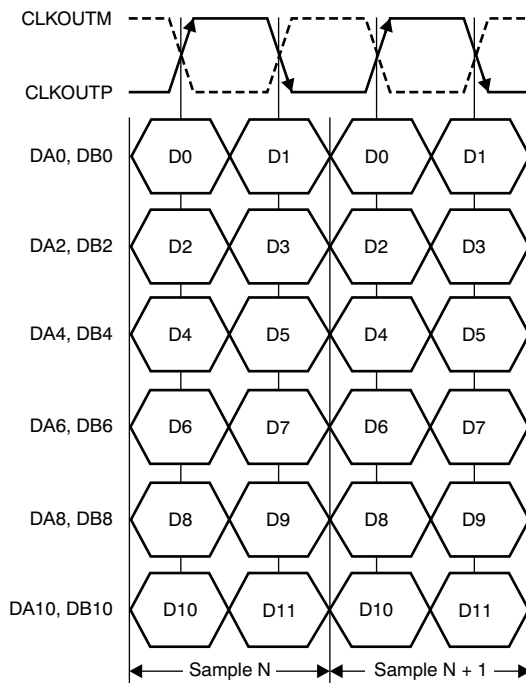 CLKOUTM
CLKOUTP
DA0, DB0 D0 D1 D0 D1
DA2, DB2 D2 D3 D2 D3
DA4, DB4 D4 D5 D4 D5
DA6, DB6 D6 D7 D6 D7
DA8, DB8 D8 D9 D8 D9
DA10, DB10 D10 D11 D10 D11
Sample N Sample N + 1